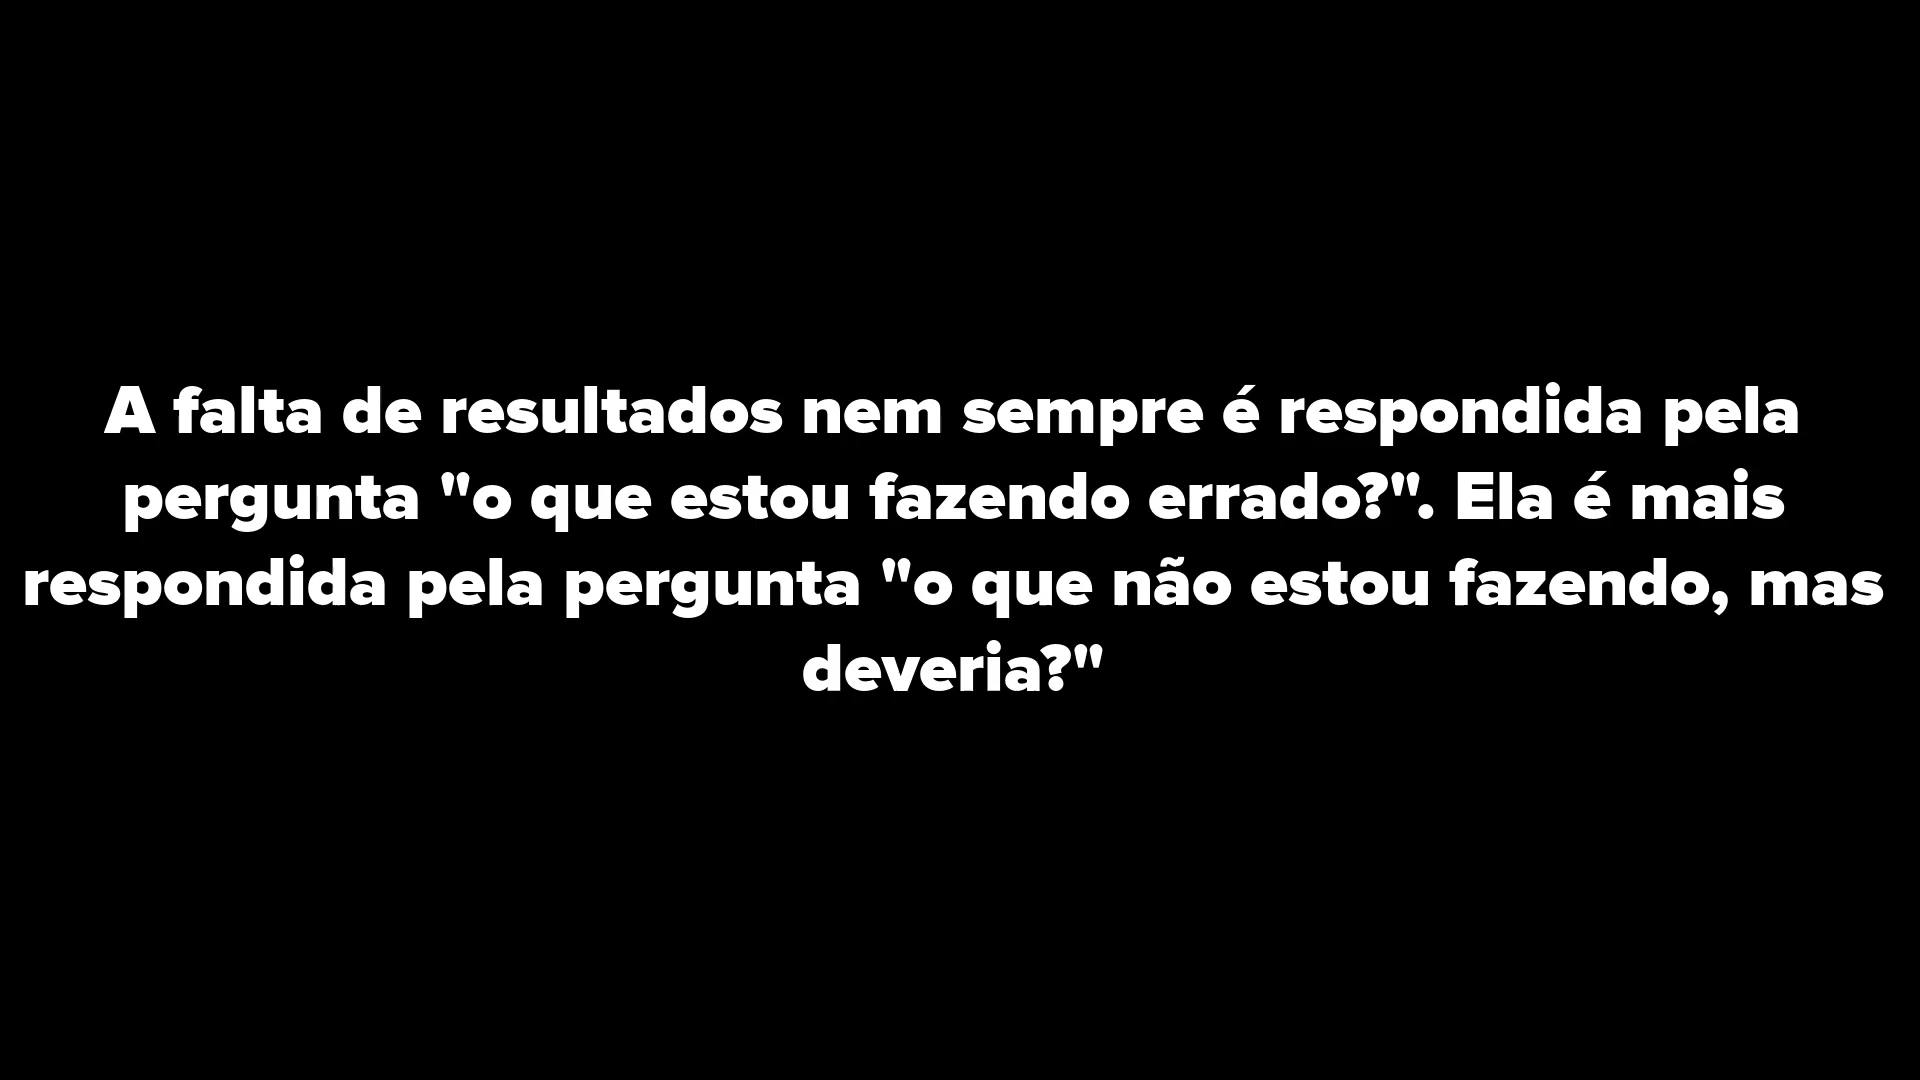 A falta de resultados nem sempre é respondida pela
pergunta "o que estou fazendo errado?". Ela é mais
respondida pela pergunta "o que não estou fazendo, mas
deveria?"